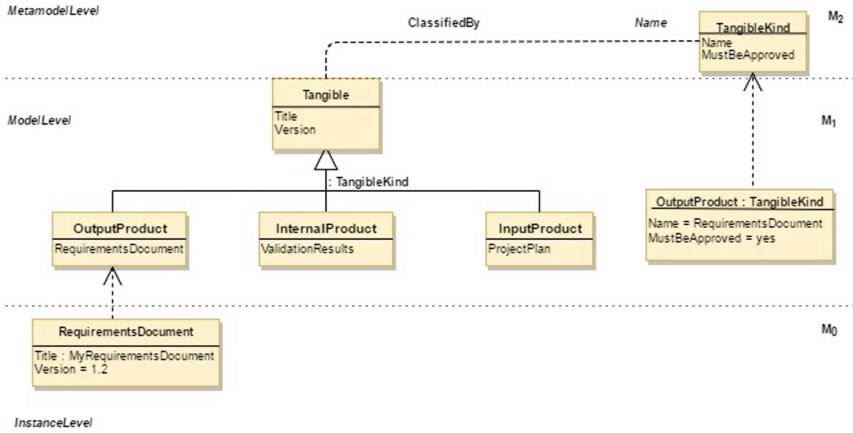 MetamodelLevel
ClassifiedBy
Name
M2
TangibleKind
Name
MustBeApproved
ModelLevel
Tangible
Title
Version
M1
: TangibleKind
OutputProduct
RequirementsDocument
InternalProduct
ValidationResults
InputProduct
ProjectPlan
OutputProduct : TangibleKind
Name = RequirementsDocument
MustBeApproved = yes
RequirementsDocument
Title : MyRequirementsDocument
Version = 1.2
M0
InstanceLevel